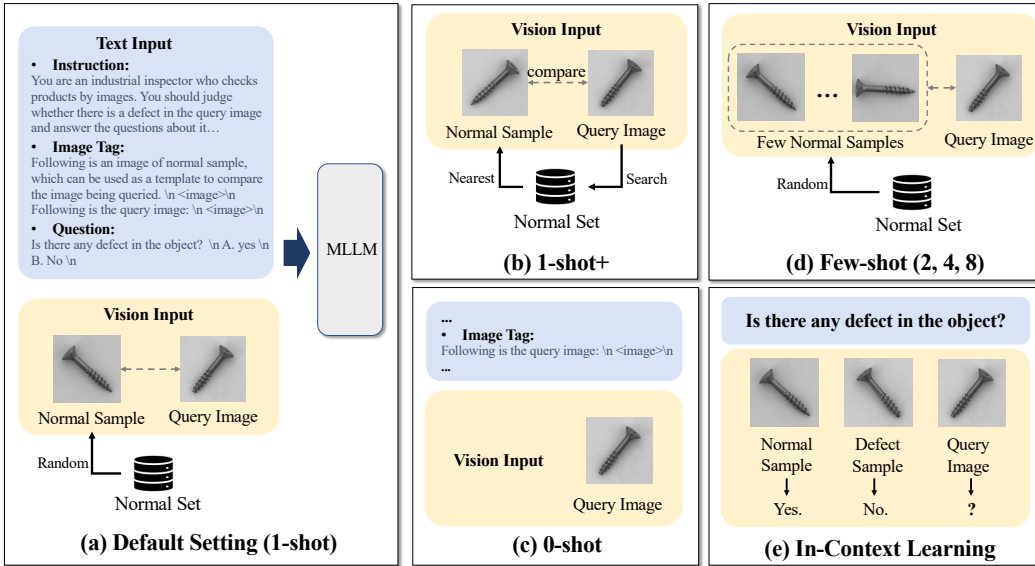 Text Input
• Instruction:
You are an industrial inspector who checks
products by images. You should judge
whether there is a defect in the query image
and answer the questions about it…
• Image Tag:
Following is an image of normal sample,
which can be used as a template to compare
the image being queried. \n <image>\n
Following is the query image: \n <image>\n
• Question:
Is there any defect in the object? \n A. yes \n
B. No \n
MLLM
Vision Input
Normal Sample Query Image
Random
Normal Set
(a) Default Setting (1-shot)
Vision Input
compare
Normal Sample Query Image
Nearest Search
Normal Set
(b) 1-shot+
...
• Image Tag:
Following is the query image: \n <image>\n
...
Vision Input
Query Image
(c) 0-shot
Vision Input
...
Few Normal Samples Query Image
Random
Normal Set
(d) Few-shot (2, 4, 8)
Is there any defect in the object?
Normal Defect Query
Sample Sample Image
Yes. No. ?
(e) In-Context Learning